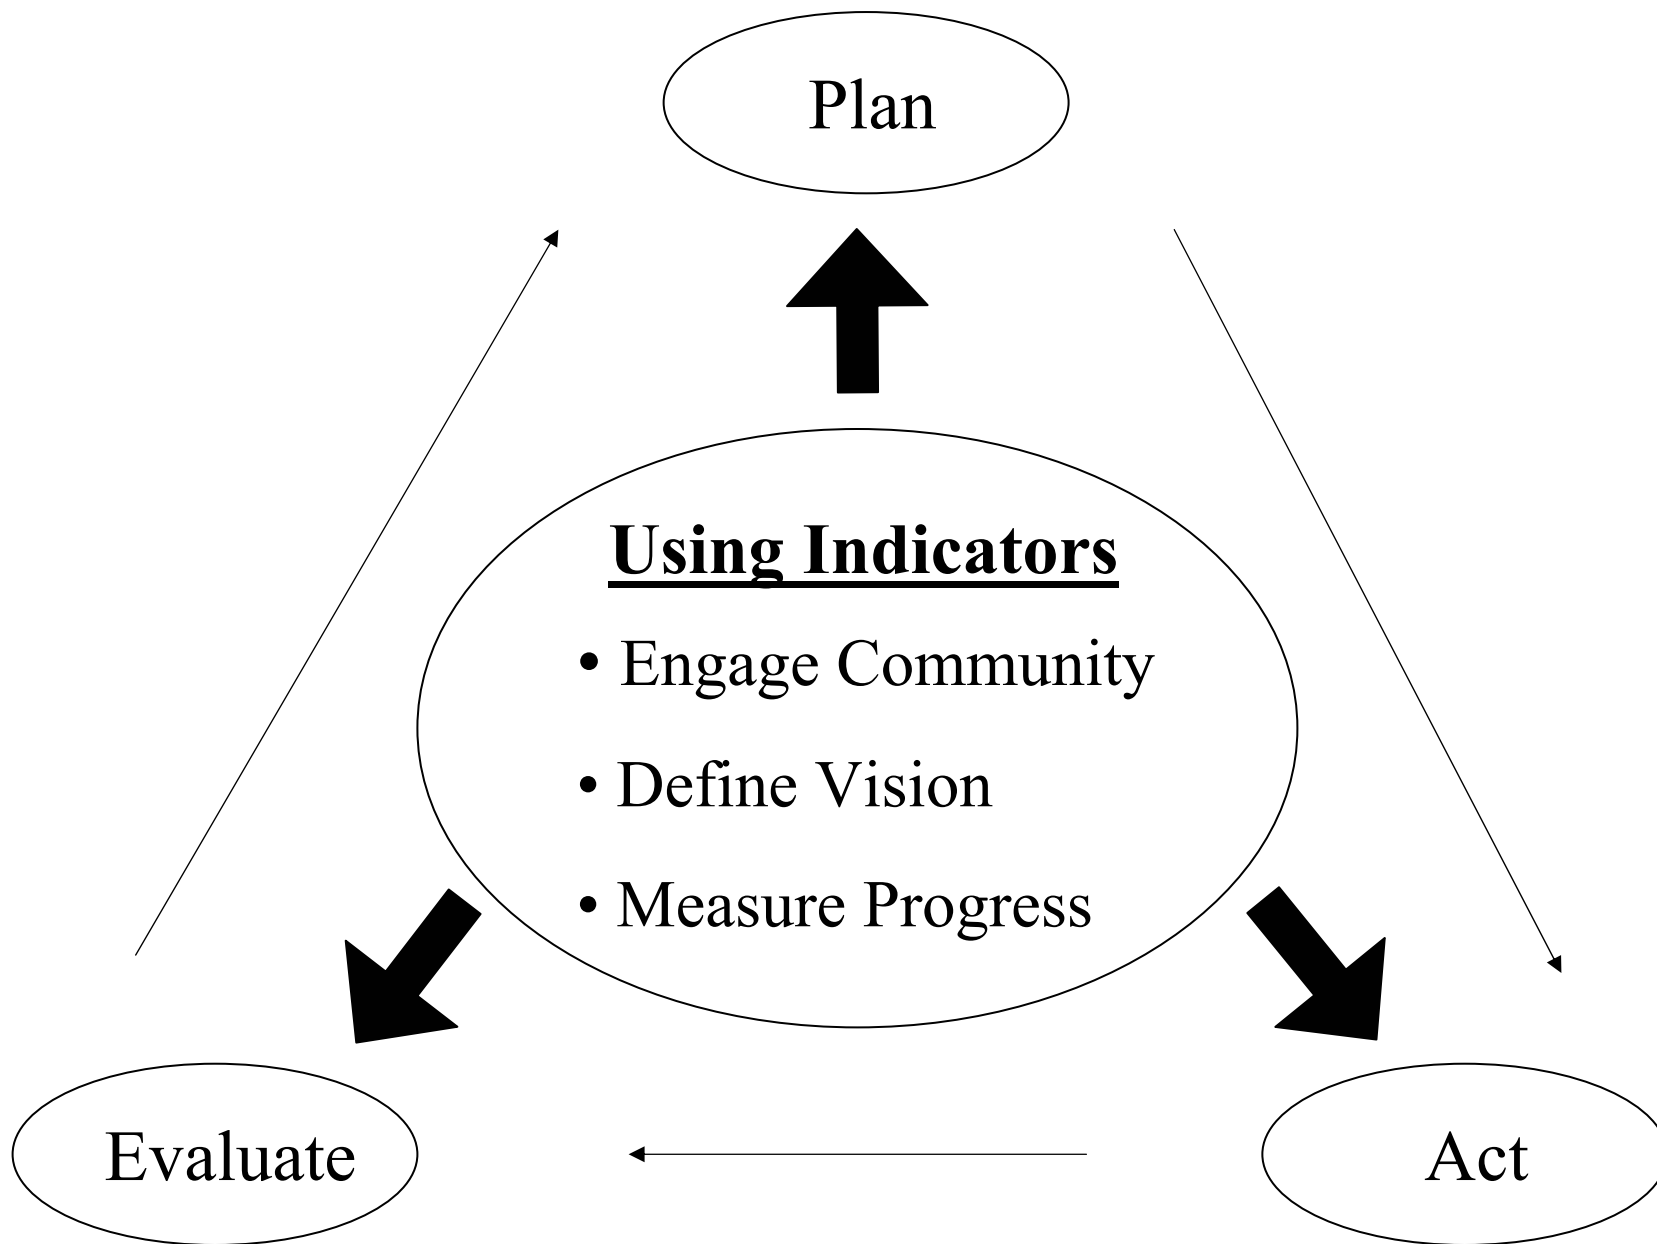 Plan
Using Indicators
• Engage Community
• Define Vision
• Measure Progress
Evaluate
Act